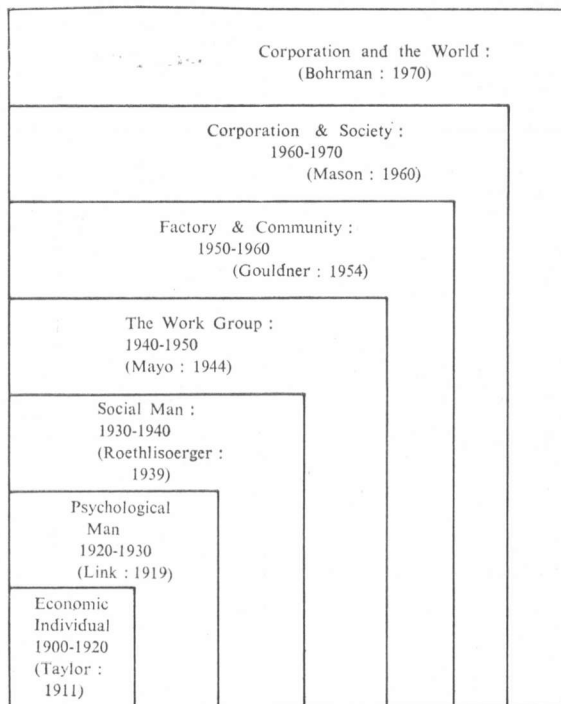 Corporation and the World :
(Bohrman : 1970)
Corporation & Society :
1960-1970
(Mason : 1960)
Factory & Community :
1950-1960
(Gouldner : 1954)
The Work Group :
1940-1950
(Mayo : 1944)
Social Man :
1930-1940
(Roethlisoerger :
1939)
Psychological
Man
1920-1930
(Link : 1919)
Economic
Individual
1900-1920
(Taylor :
1911)